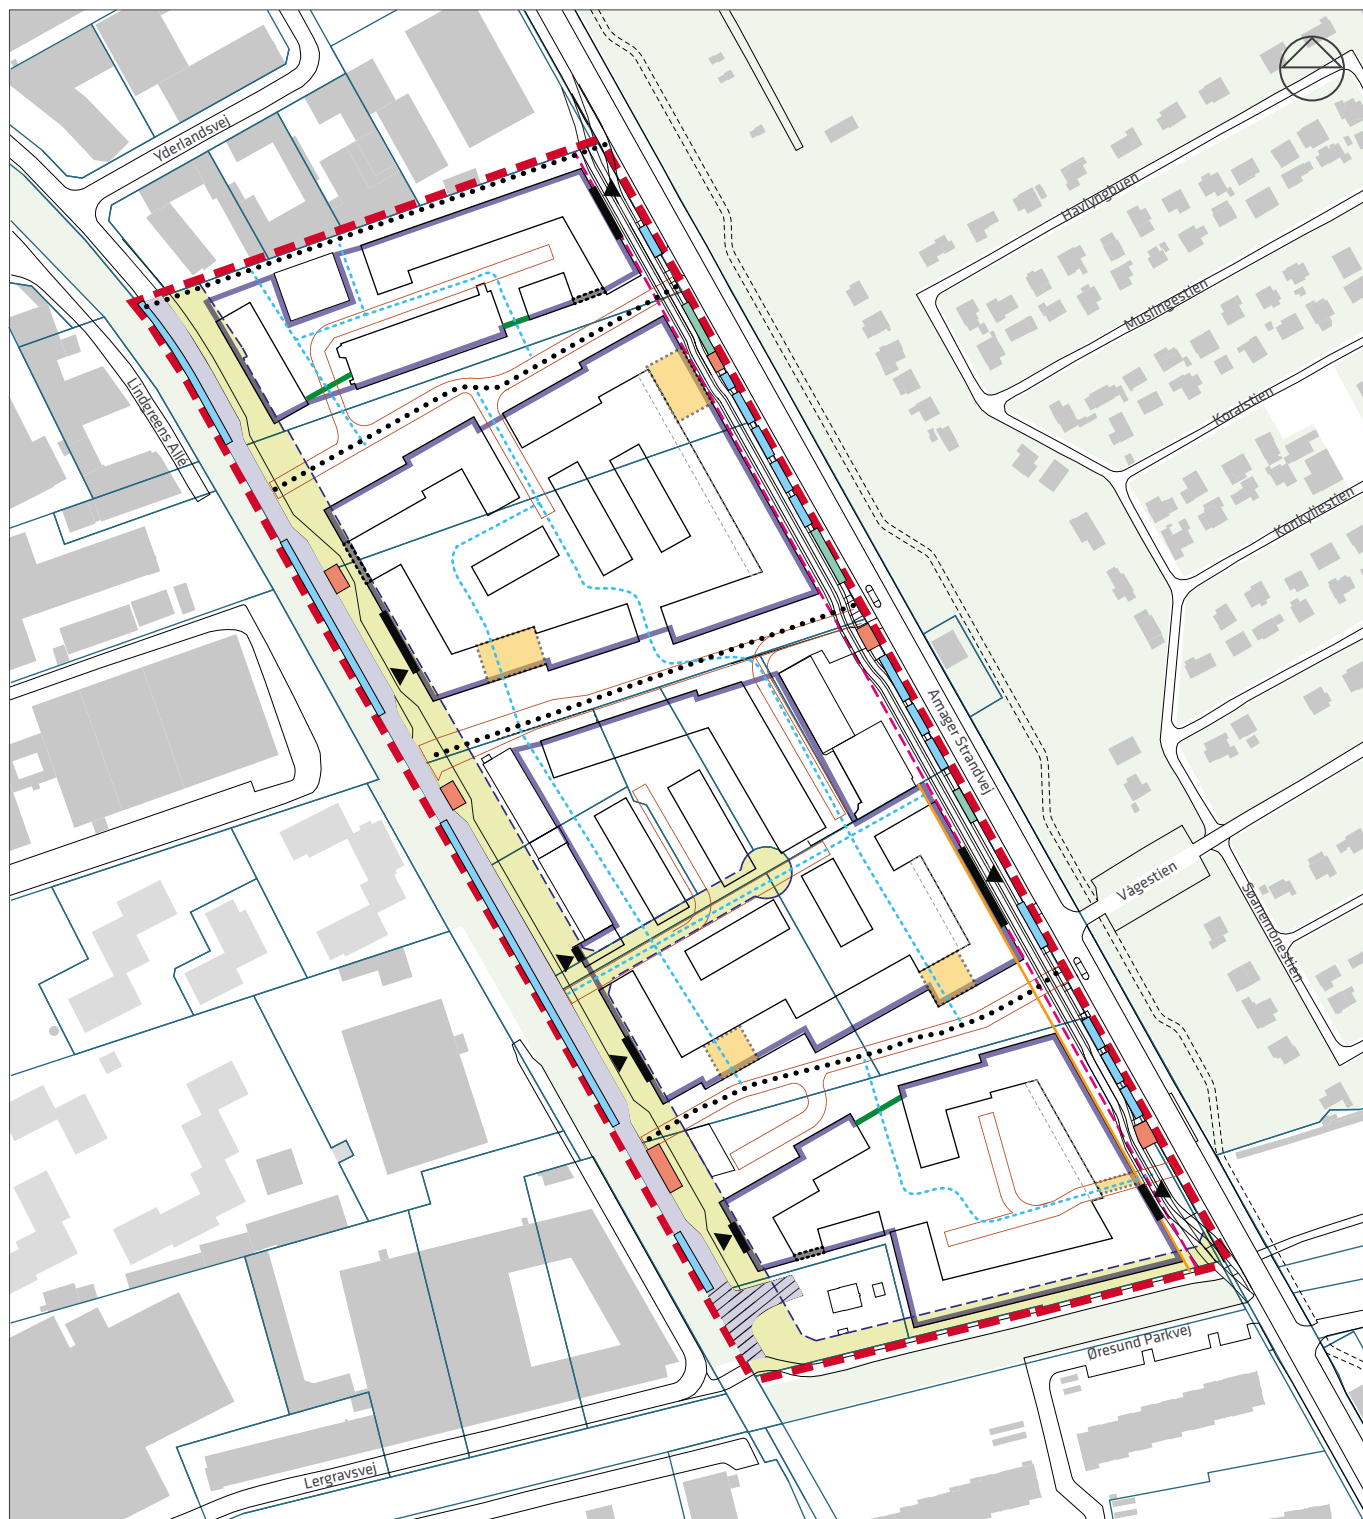 Yderlandsvej
Havlyngbuen
Muslingestien
Lindgreens Allé
Koralstien
Konkyliestien
Amager Strandvej
Vågestien
Søanemonestien
Øresund Parkvej
Lergravsvej